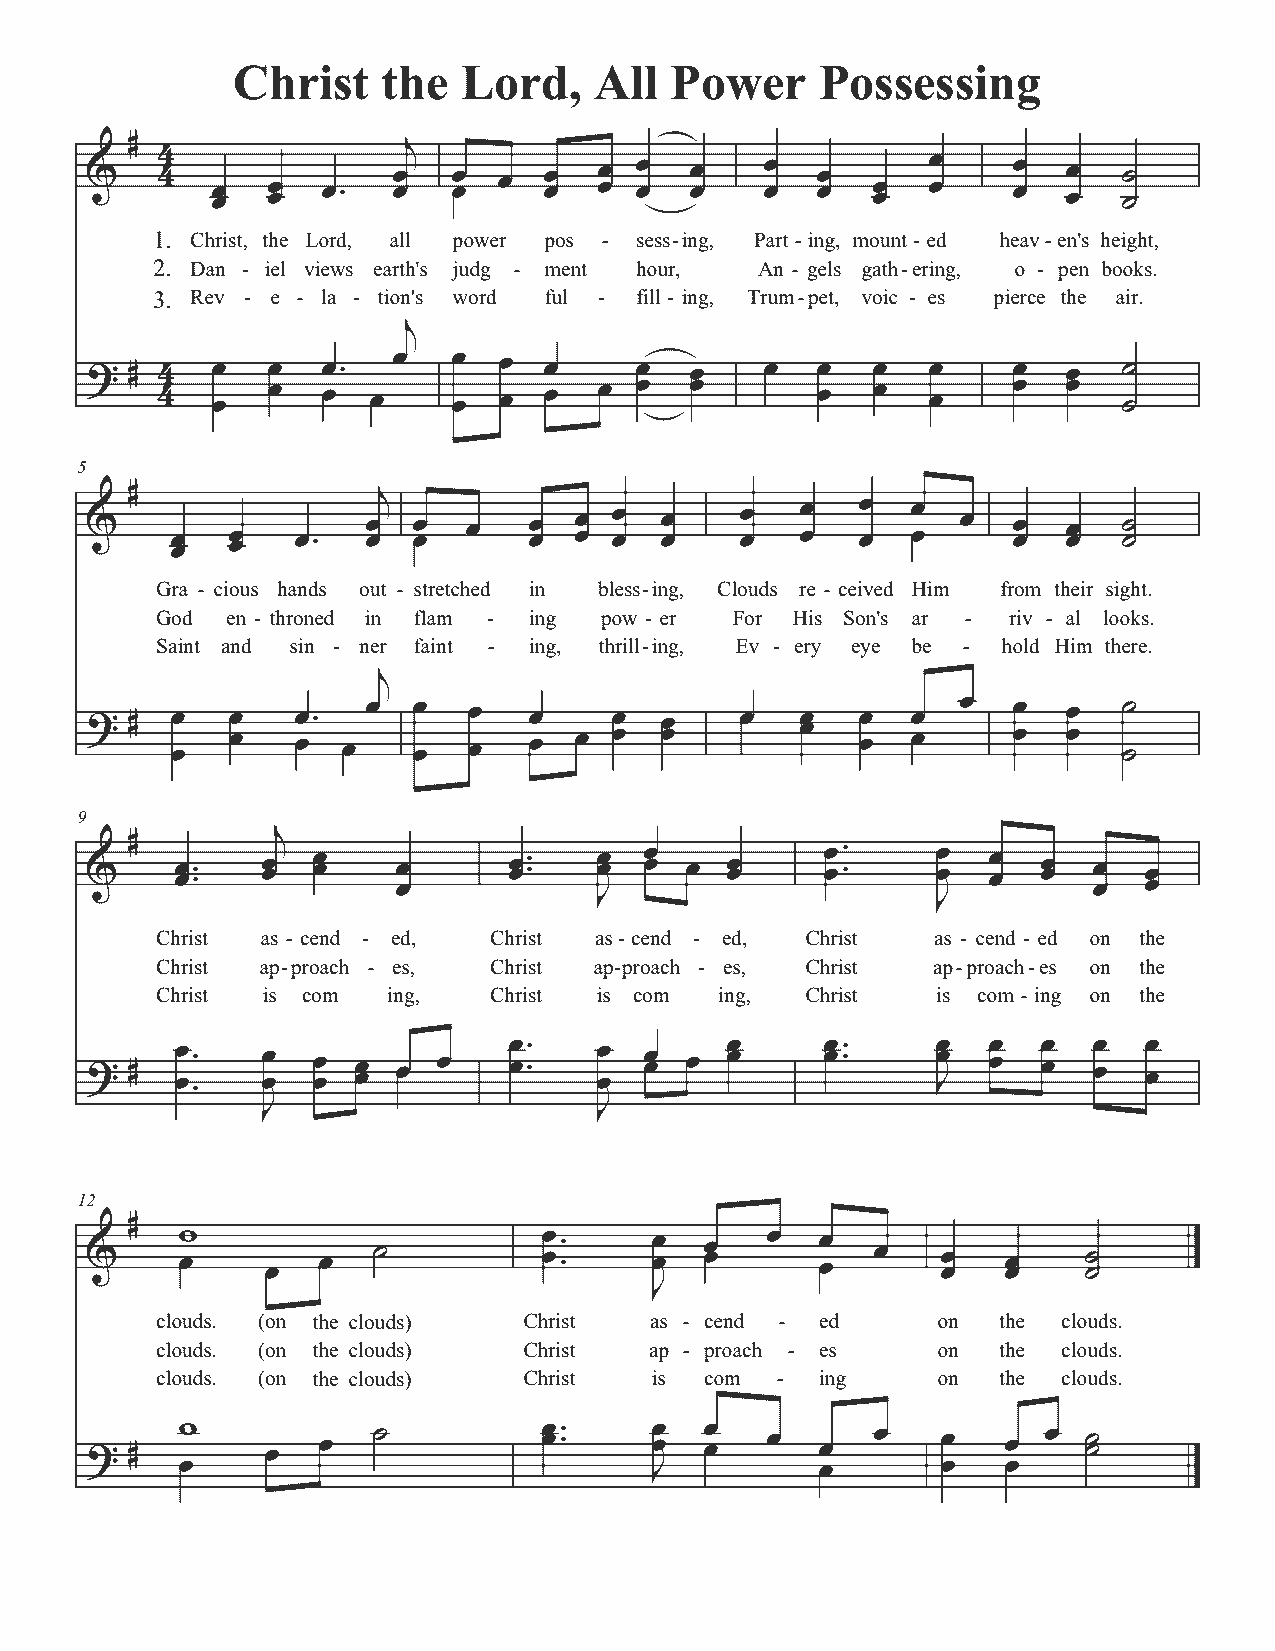 Christ the Lord, All Power Possessing
4
4
1. Christ, the Lord, all power pos - sess-ing, Part - ing, mount - ed heav - en's height,
2. Dan - iel views earth's judg - ment hour, An - gels gath-ering, o - pen books.
3. Rev - e - la - tion's word ful - fill - ing, Trum-pet, voic - es pierce the air.
4
4
5
Gra - cious hands out - stretched in bless-ing, Clouds re - ceived Him from their sight.
God en - throned in flam - ing pow - er For His Son's ar - riv - al looks.
Saint and sin - ner faint - ing, thrill-ing, Ev - ery eye be - hold Him there.
9
Christ as - cend - ed, Christ as - cend - ed, Christ as - cend - ed on the
Christ ap-proach - es, Christ ap-proach - es, Christ ap-proach-es on the
Christ is com ing, Christ is com ing, Christ is com - ing on the
12
clouds. (on the clouds) Christ as - cend - ed on the clouds.
clouds. (on the clouds) Christ ap - proach - es on the clouds.
clouds. (on the clouds) Christ is com - ing on the clouds.